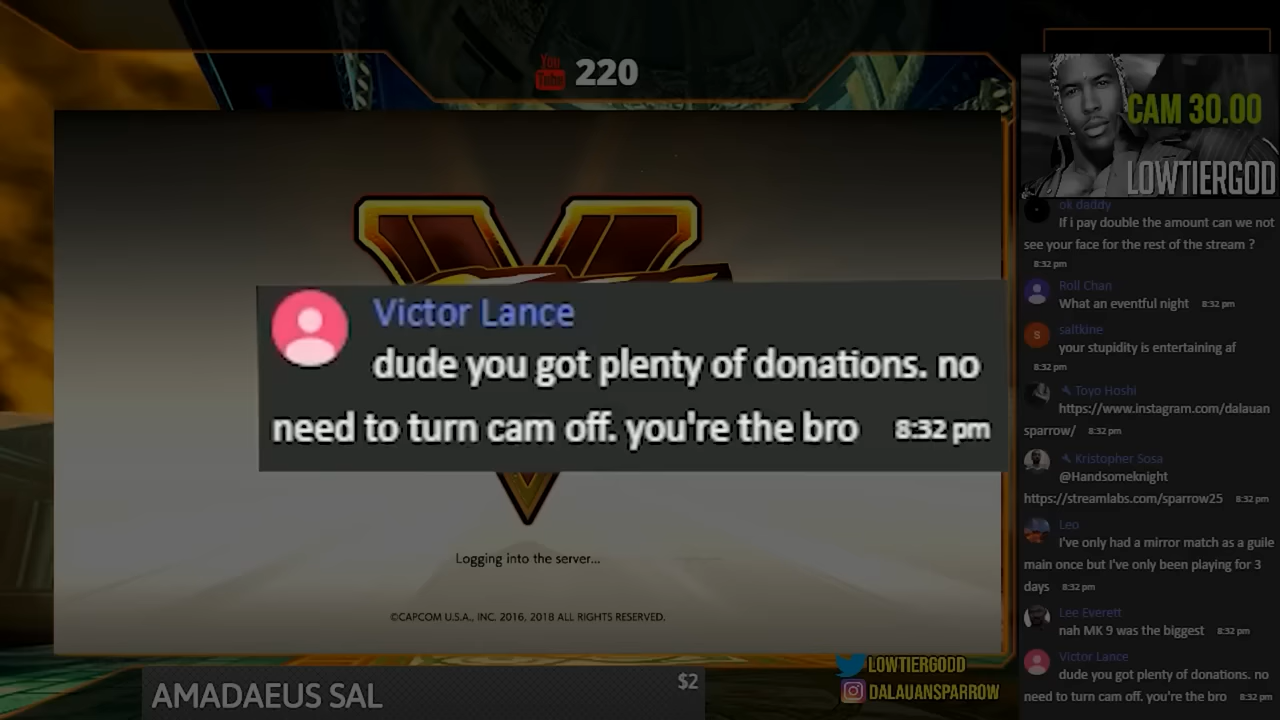 You
Tube
220
CAM 30.00
LOWTIERGOD
ok daddy
If i pay double the amount can we not
see your face for the rest of the stream ?
8:32 pm
Roll Chan
What an eventful night 8:32 pm
S
saltkine
your stupidity is entertaining af
8:32 pm
Toyo Hoshi
https://www.instagram.com/dalauan
sparrow/ 8:32 pm
Kristopher Sosa
@Handsomeknight
https://streamlabs.com/sparrow25 8:32 pm
Leo
I've only had a mirror match as a guile
main once but I've only been playing for 3
days 8:32 pm
Lee Everett
nah MK 9 was the biggest 8:32 pm
Victor Lance
dude you got plenty of donations. no
need to turn cam off. you're the bro 8:32 pm
Victor Lance
dude you got plenty of donations. no
need to turn cam off. you're the bro 8:32 pm
Logging into the server...
©CAPCOM U.S.A., INC. 2016, 2018 ALL RIGHTS RESERVED.
AMADAEUS SAL
$2
LOWTIERGODD
DALAUANSPARROW